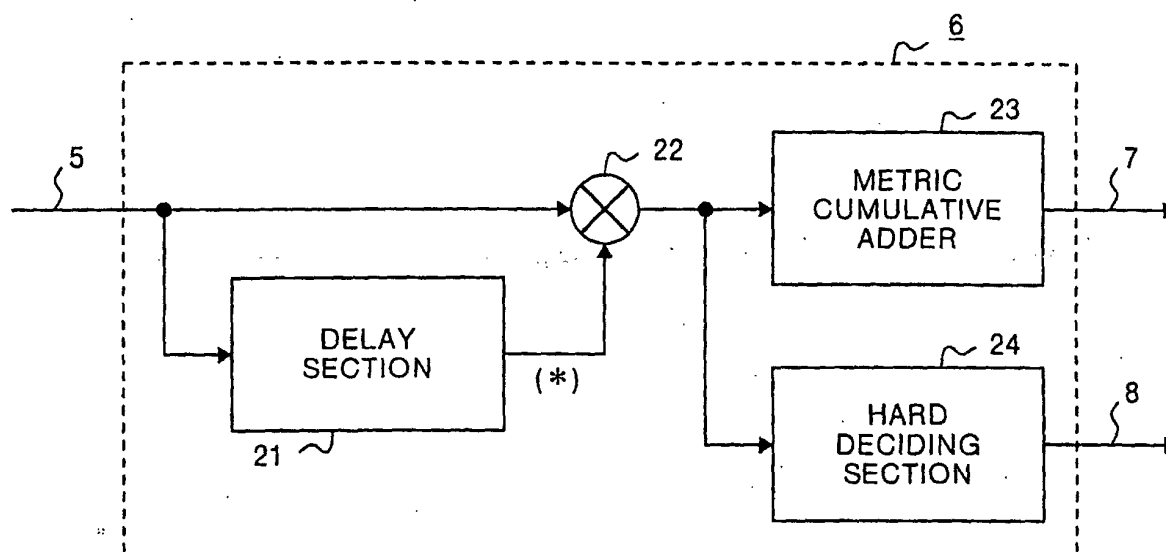 6
5
22
23
METRIC
CUMULATIVE
ADDER
7
DELAY
SECTION
(*)
21
24
HARD
DECIDING
SECTION
8